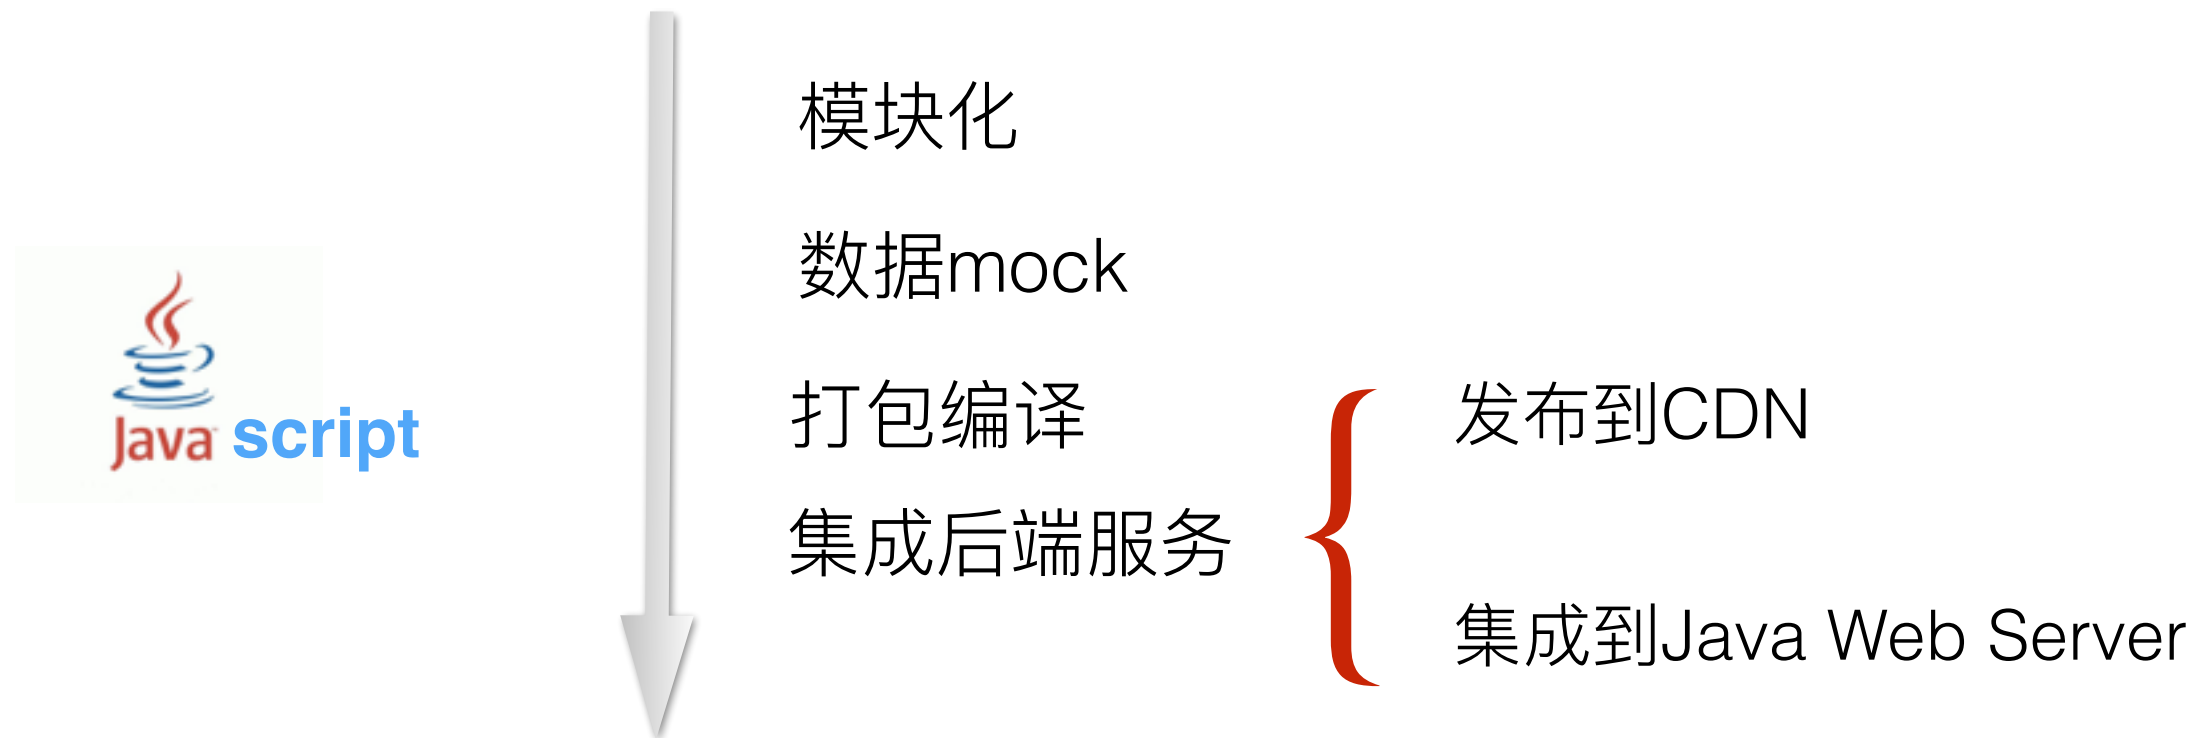 模块化
数据mock
打包编译
集成后端服务
发布到CDN
集成到Java Web Server
Java script